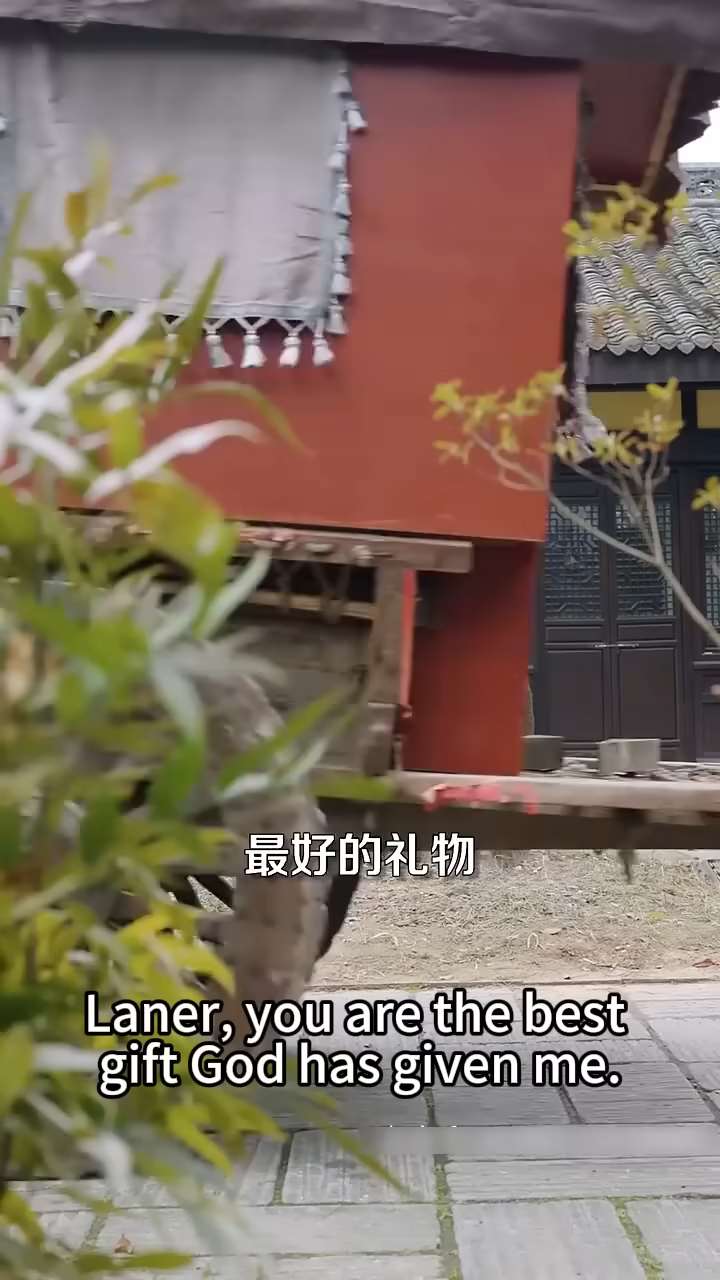 最好的礼物
Laner, you are the best
gift God has given me.